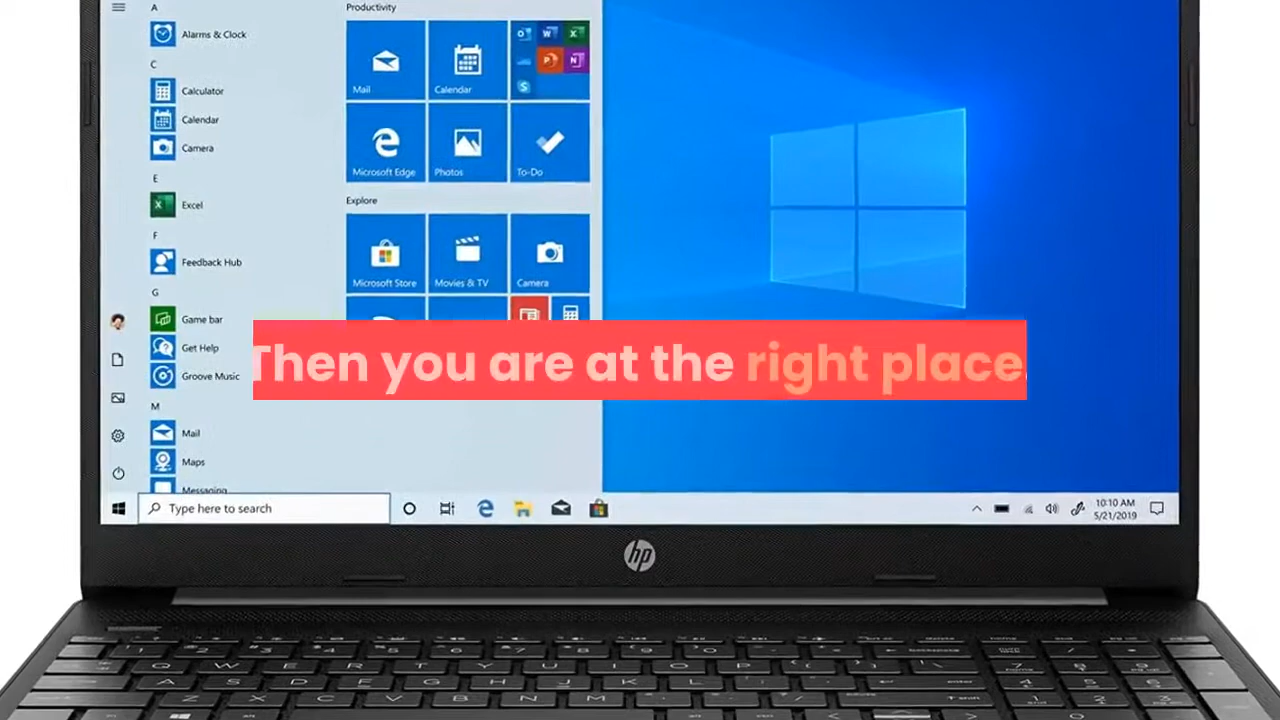 A
Alarms & Clock
C
Calculator
Calendar
Camera
E
Excel
F
Feedback Hub
G
Game bar
Get Help
Groove Music
M
Mail
Maps
Messaging
Productivity
Mail
Calendar
Microsoft Edge
Photos
To-Do
Explore
Microsoft Store
Movies & TV
Camera
Then you are at the right place.
Type here to search
10:10 AM
5/21/2019
hp
Q W E R T Y U I O P
A S D F G H J K L
Z X C V B N M